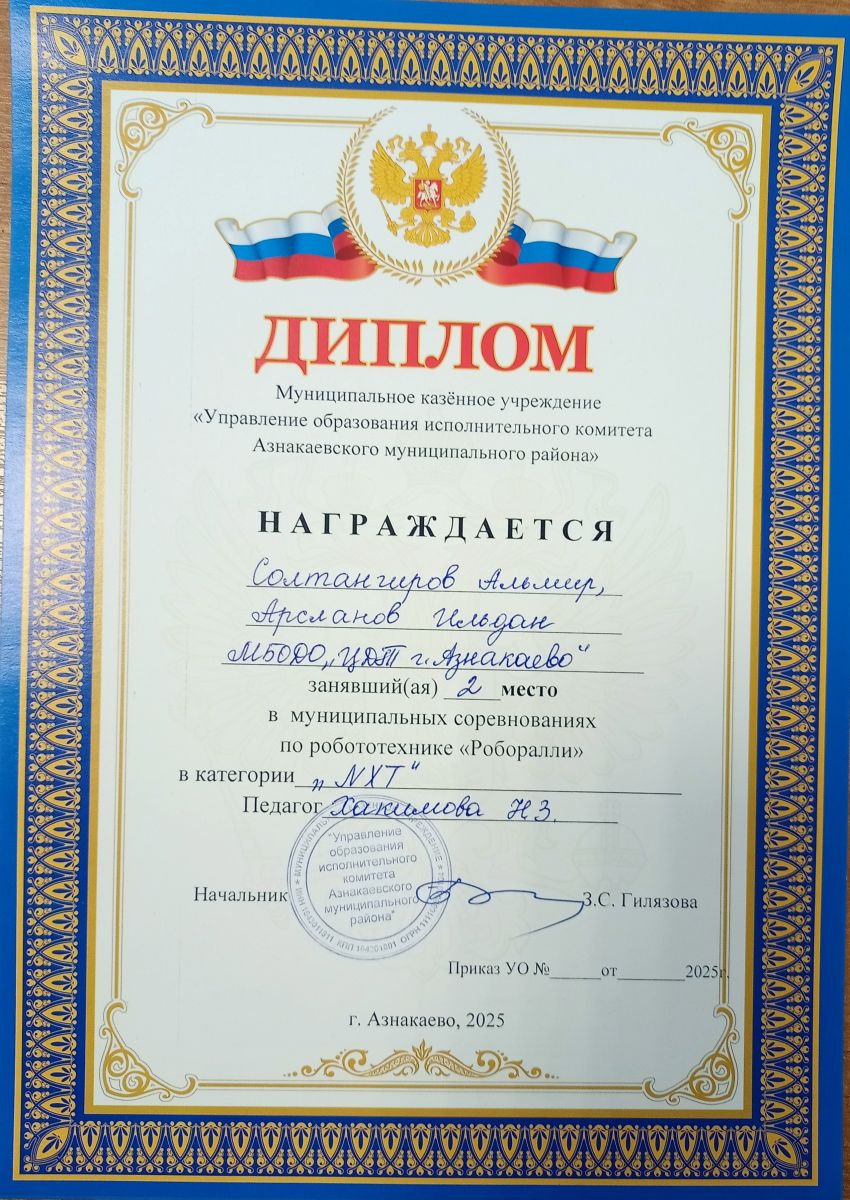 ДИПЛОМ
Муниципальное казённое учреждение
«Управление образования исполнительного комитета
Азнакаевского муниципального района»
НАГРАЖДАЕТСЯ
Солтангиров Альмир,
Арсланов Ильдан
МБОДО „ЦДТ г. Азнакаево"
занявший(ая) 2 место
в муниципальных соревнованиях
по робототехнике «Роборалли»
в категории „NXT"
Педагог Хакимова Н.З.
"Управление
образования
исполнительного
комитета
Азнакаевского
муниципального
района"
Начальник З.С. Гилязова
Приказ УО №______от________2025г.
г. Азнакаево, 2025